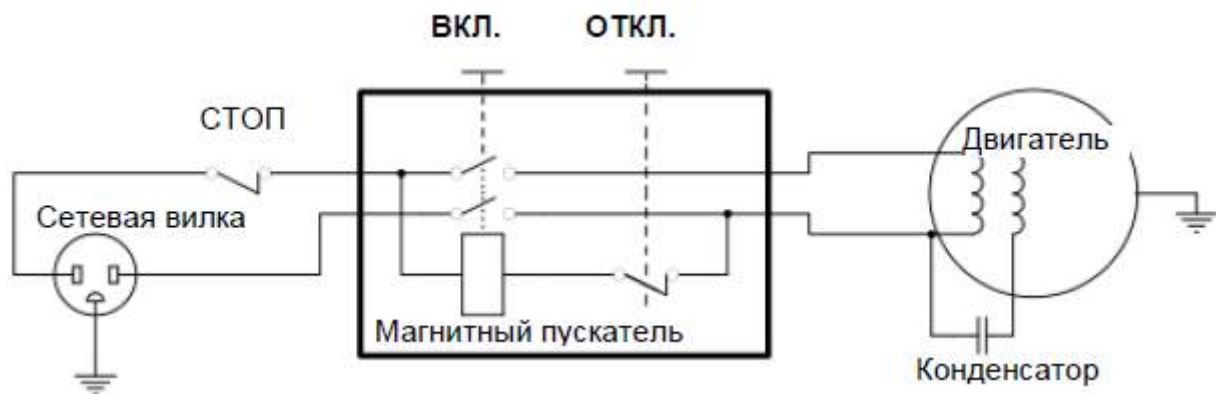 ВКЛ.
ОТКЛ.
СТОП
Двигатель
Сетевая вилка
Магнитный пускатель
Конденсатор